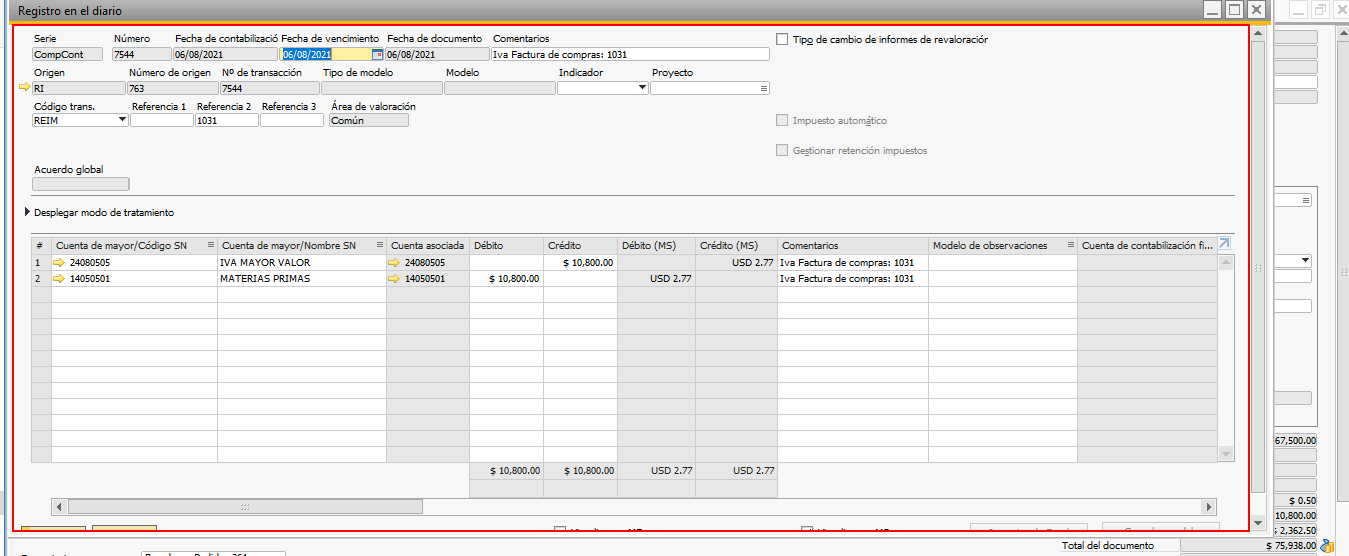 Registro en el diario
Serie Número Fecha de contabilizació Fecha de vencimiento Fecha de documento Comentarios
CompCont 7544 06/08/2021 06/08/2021 06/08/2021 Iva Factura de compras: 1031
Tipo de cambio de informes de revaloraciór
Origen Número de origen Nº de transacción Tipo de modelo Modelo Indicador Proyecto
RI 763 7544
Código trans. Referencia 1 Referencia 2 Referencia 3 Área de valoración
REIM 1031 Común
Impuesto automático
Gestionar retención impuestos
Acuerdo global
Desplegar modo de tratamiento
# Cuenta de mayor/Código SN Cuenta de mayor/Nombre SN Cuenta asociada Débito Crédito Débito (MS) Crédito (MS) Comentarios Modelo de observaciones Cuenta de contabilización fi...
1 24080505 IVA MAYOR VALOR 24080505 $ 10,800.00 USD 2.77 Iva Factura de compras: 1031
2 14050501 MATERIAS PRIMAS 14050501 $ 10,800.00 USD 2.77 Iva Factura de compras: 1031
67,500.00
$ 10,800.00 $ 10,800.00 USD 2.77 USD 2.77
$ 0.50
10,800.00
$ 2,362.50
Total del documento $ 75,938.00